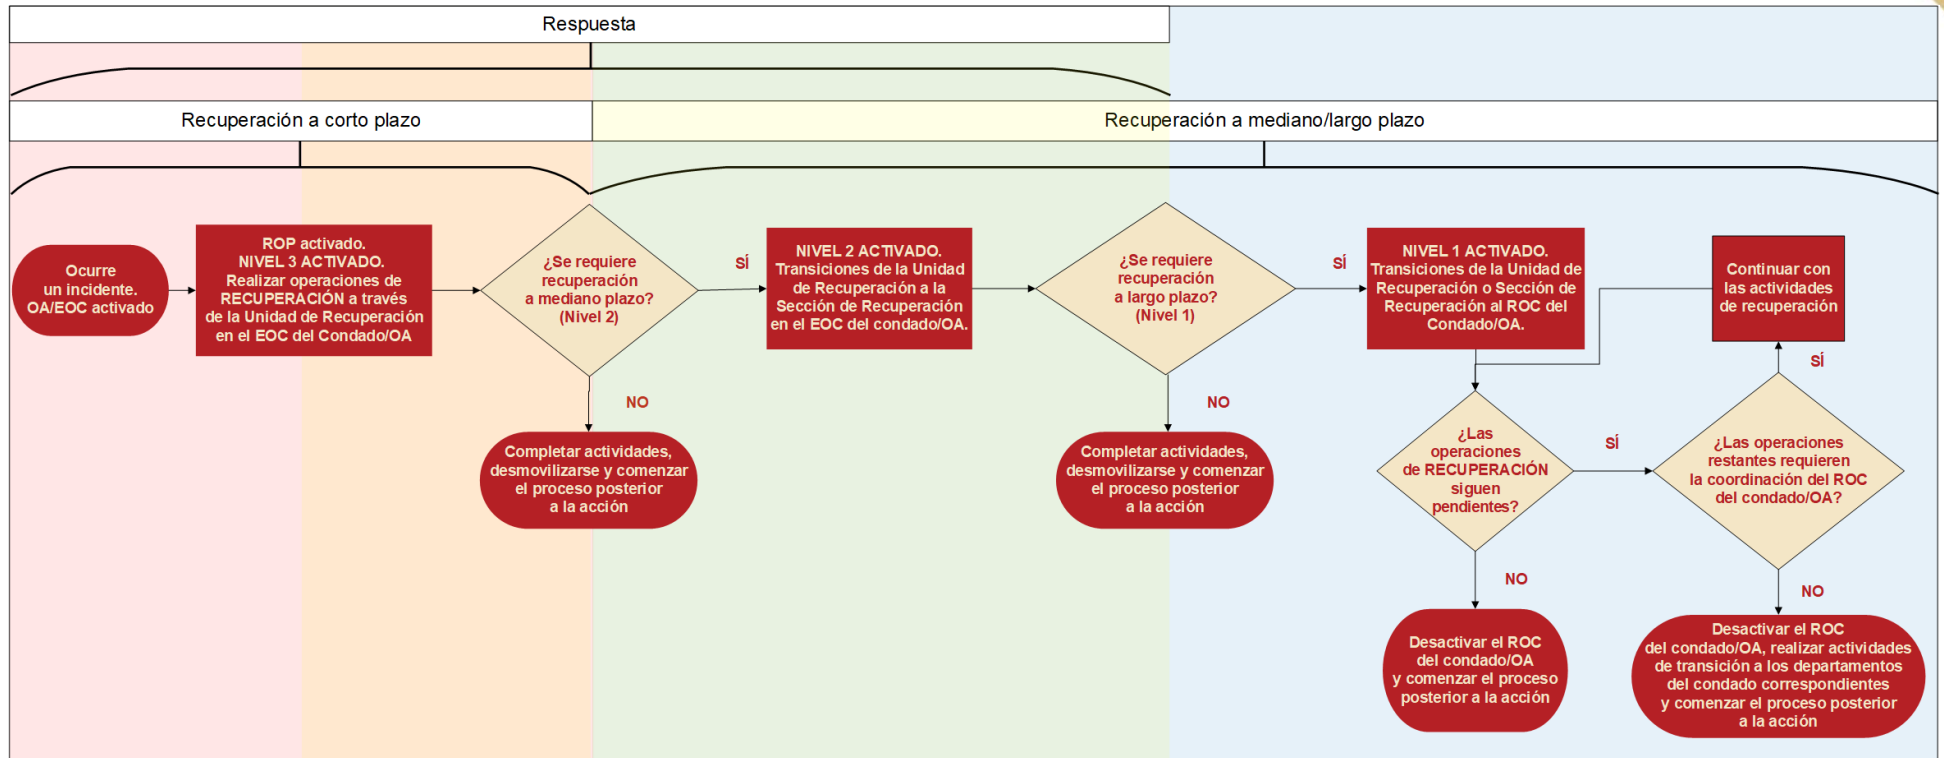 Respuesta
Recuperación a corto plazo
Recuperación a mediano/largo plazo
Ocurre
un incidente.
OA/EOC activado
ROP activado.
NIVEL 3 ACTIVADO.
Realizar operaciones de
RECUPERACIÓN a través
de la Unidad de Recuperación
en el EOC del Condado/OA
¿Se requiere
recuperación
a mediano plazo?
(Nivel 2)
SÍ
NO
Completar actividades,
desmovilizarse y comenzar
el proceso posterior
a la acción
NIVEL 2 ACTIVADO.
Transiciones de la Unidad
de Recuperación a la
Sección de Recuperación
en el EOC del condado/OA.
¿Se requiere
recuperación
a largo plazo?
(Nivel 1)
SÍ
NO
Completar actividades,
desmovilizarse y comenzar
el proceso posterior
a la acción
NIVEL 1 ACTIVADO.
Transiciones de la Unidad de
Recuperación o Sección de
Recuperación al ROC del
Condado/OA.
¿Las
operaciones
de RECUPERACIÓN
siguen
pendientes?
SÍ
NO
Desactivar el ROC
del condado/OA
y comenzar el proceso
posterior a la acción
Continuar con
las actividades
de recuperación
SÍ
¿Las operaciones
restantes requieren
la coordinación del ROC
del condado/OA?
NO
Desactivar el ROC
del condado/OA, realizar actividades
de transición a los departamentos
del condado correspondientes
y comenzar el proceso posterior
a la acción